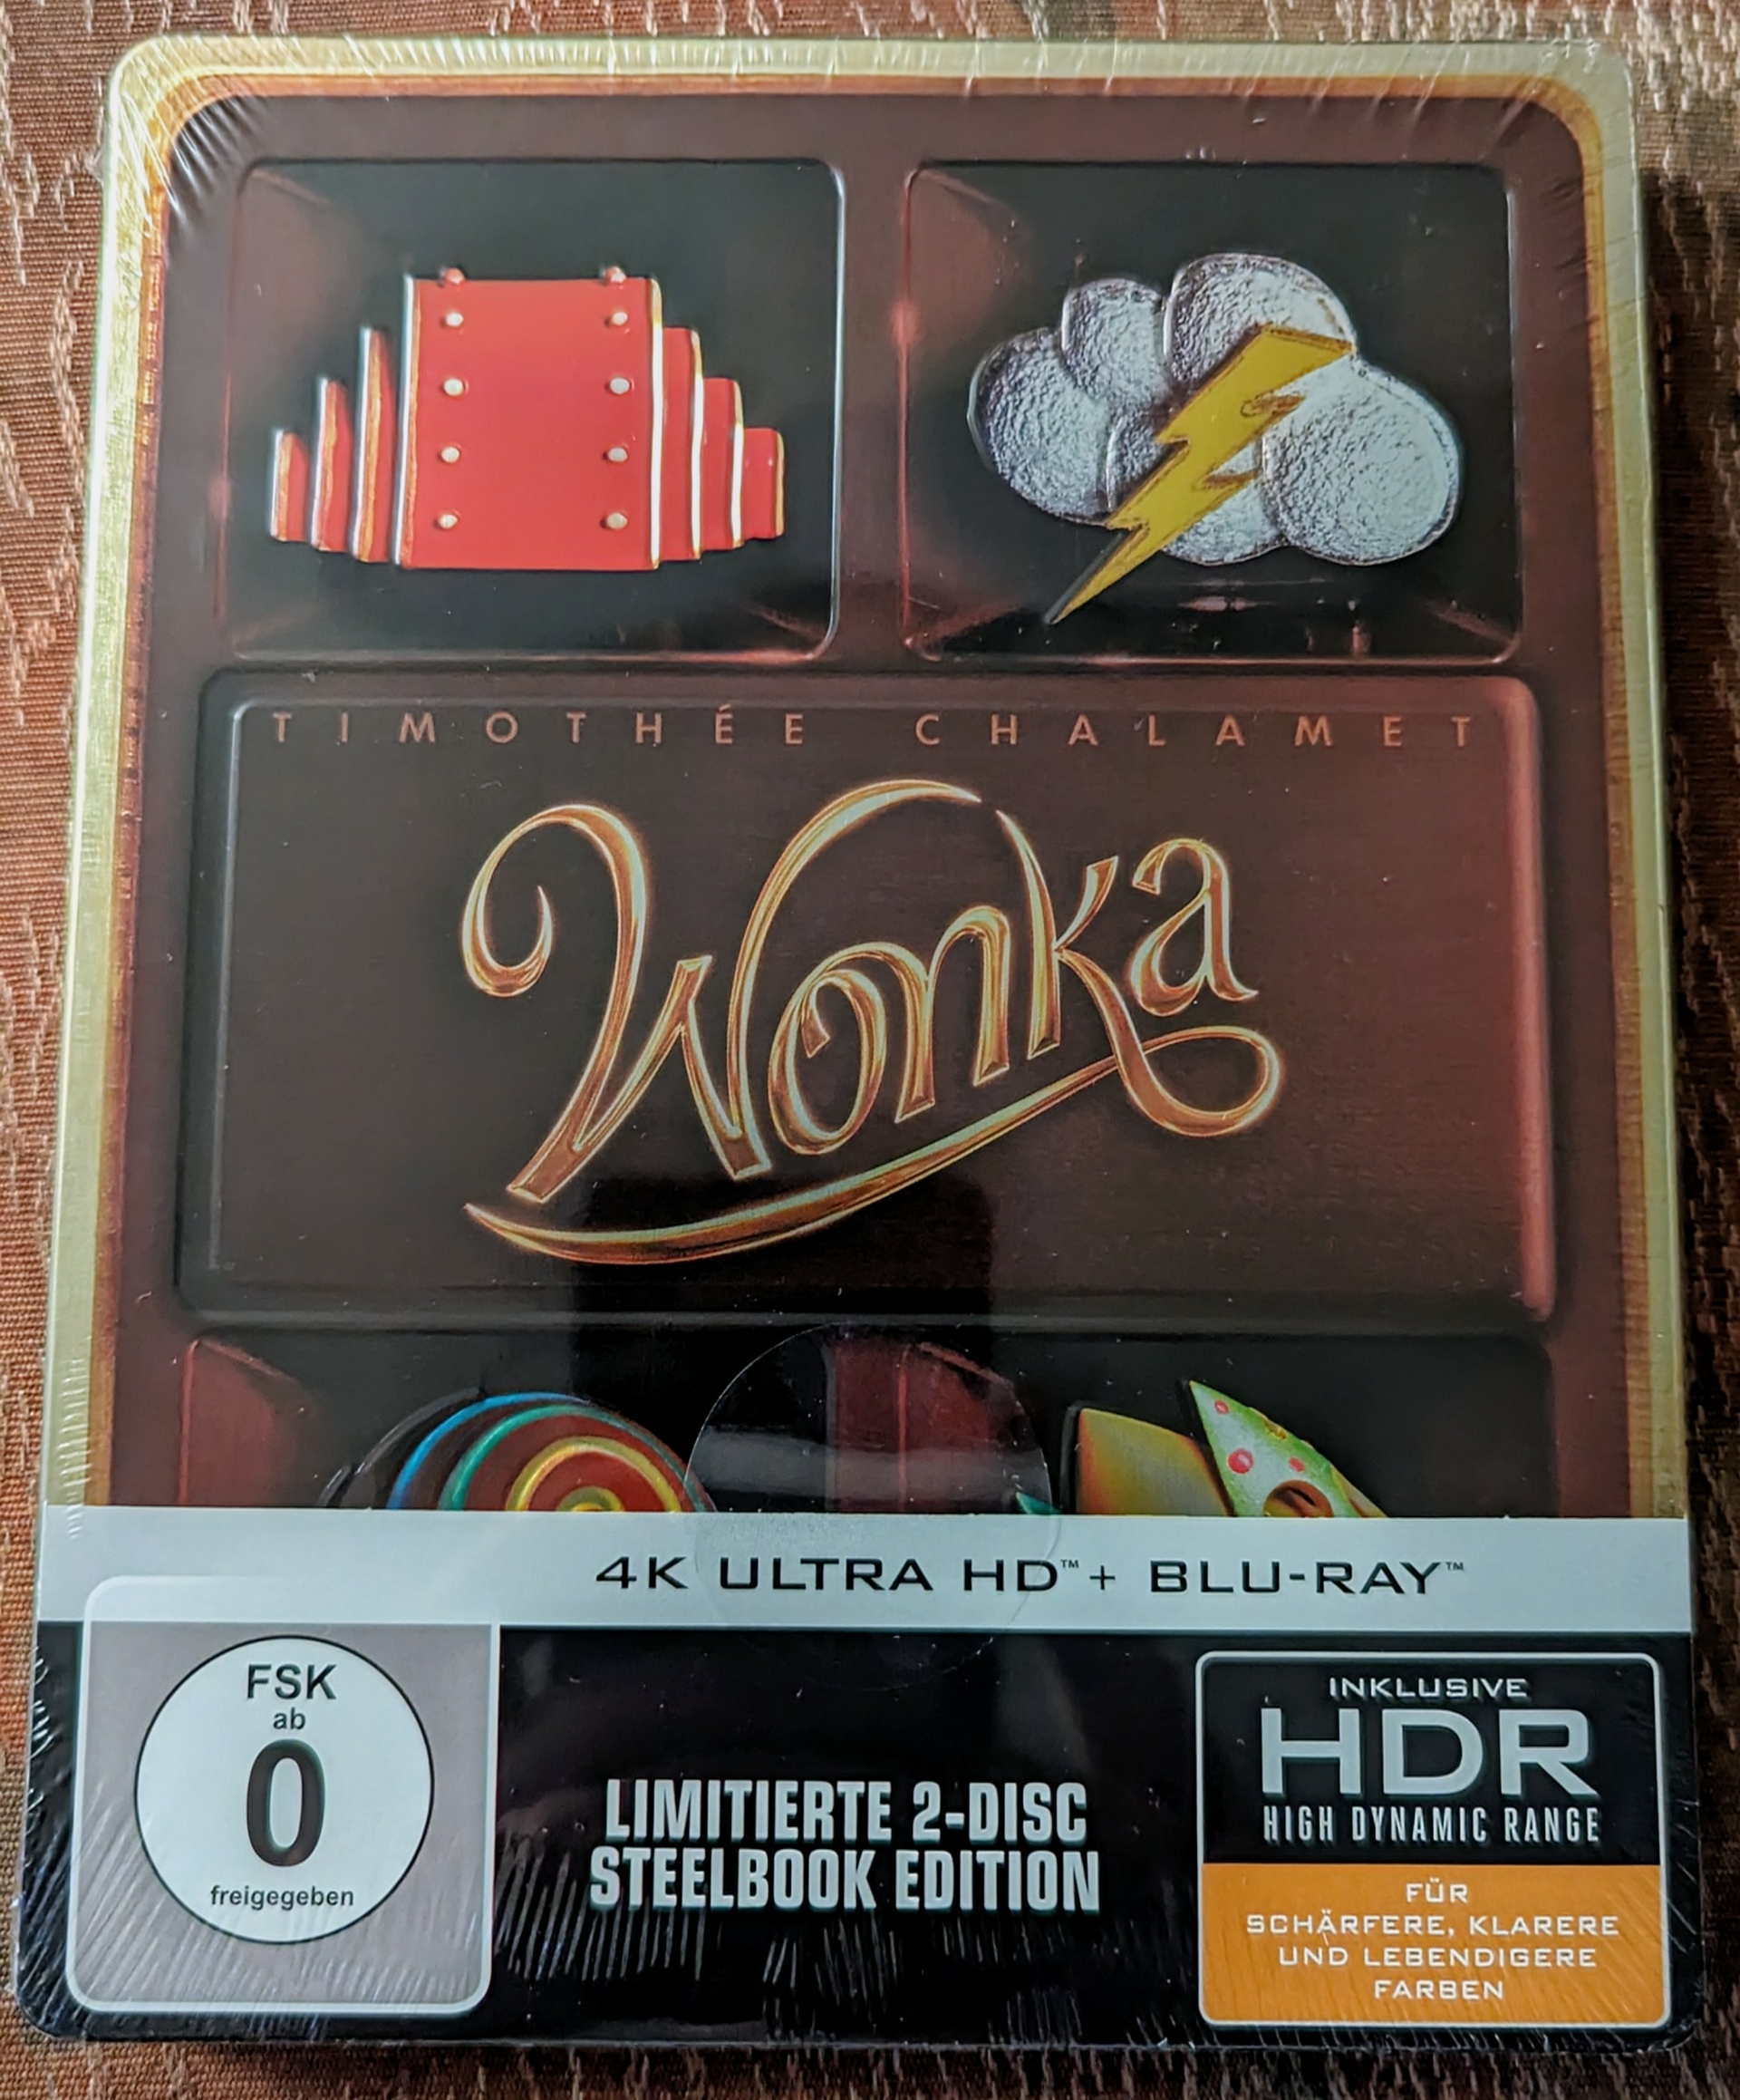 TIMOTHÉE CHALAMET
Wonka
4K ULTRA HD™ + BLU-RAY™
FSK
ab
0
freigegeben
LIMITIERTE 2-DISC
STEELBOOK EDITION
INKLUSIVE
HDR
HIGH DYNAMIC RANGE
FÜR
SCHÄRFERE, KLARERE
UND LEBENDIGERE
FARBEN